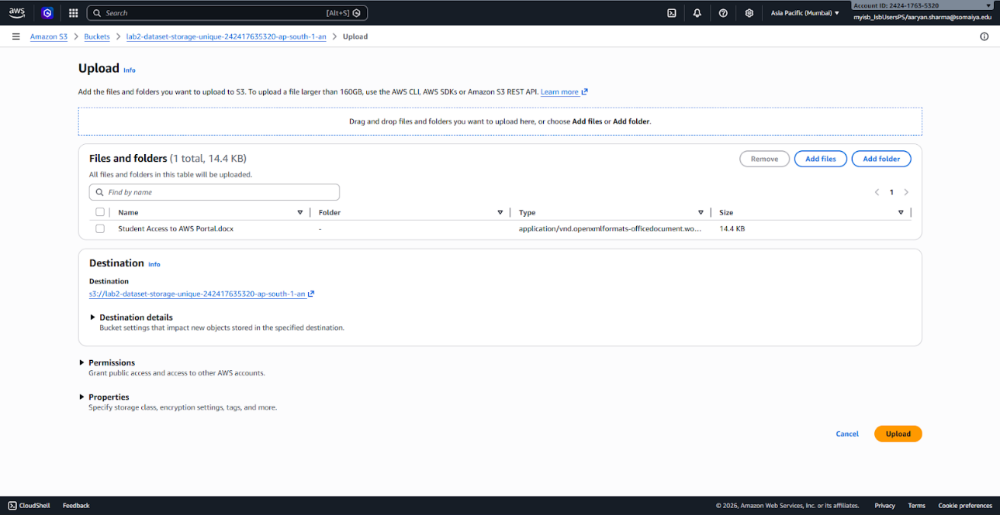 aws
Search [Alt+S]
Asia Pacific (Mumbai)
Account ID: 2424-1763-5320
myisb_IsbUsersPS/aaryan.sharma@somaiya.edu
Amazon S3 > Buckets > lab2-dataset-storage-unique-242417635320-ap-south-1-an > Upload
Upload Info
Add the files and folders you want to upload to S3. To upload a file larger than 160GB, use the AWS CLI, AWS SDKs or Amazon S3 REST API. Learn more
Drag and drop files and folders you want to upload here, or choose Add files or Add folder.
Files and folders (1 total, 14.4 KB)
Remove Add files Add folder
All files and folders in this table will be uploaded.
Find by name
1
Name Folder Type Size
Student Access to AWS Portal.docx - application/vnd.openxmlformats-officedocument.wo... 14.4 KB
Destination Info
Destination
s3://lab2-dataset-storage-unique-242417635320-ap-south-1-an
Destination details
Bucket settings that impact new objects stored in the specified destination.
Permissions
Grant public access and access to other AWS accounts.
Properties
Specify storage class, encryption settings, tags, and more.
Cancel Upload
CloudShell Feedback © 2026, Amazon Web Services, Inc. or its affiliates. Privacy Terms Cookie preferences